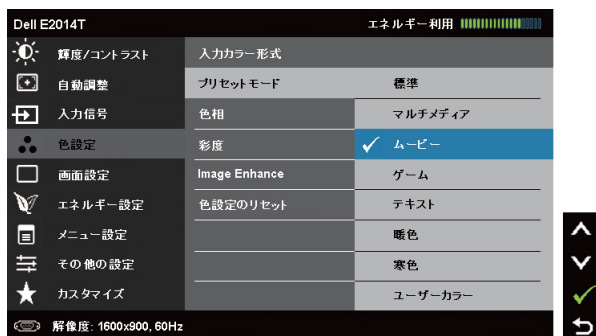 Dell E2014T
エネルギー利用
輝度/コントラスト
自動調整
入力信号
色設定
画面設定
エネルギー設定
メニュー設定
その他の設定
カスタマイズ
入力カラー形式
プリセットモード
色相
彩度
Image Enhance
色設定のリセット
標準
マルチメディア
ムービー
ゲーム
テキスト
暖色
寒色
ユーザーカラー
解像度: 1600x900, 60Hz